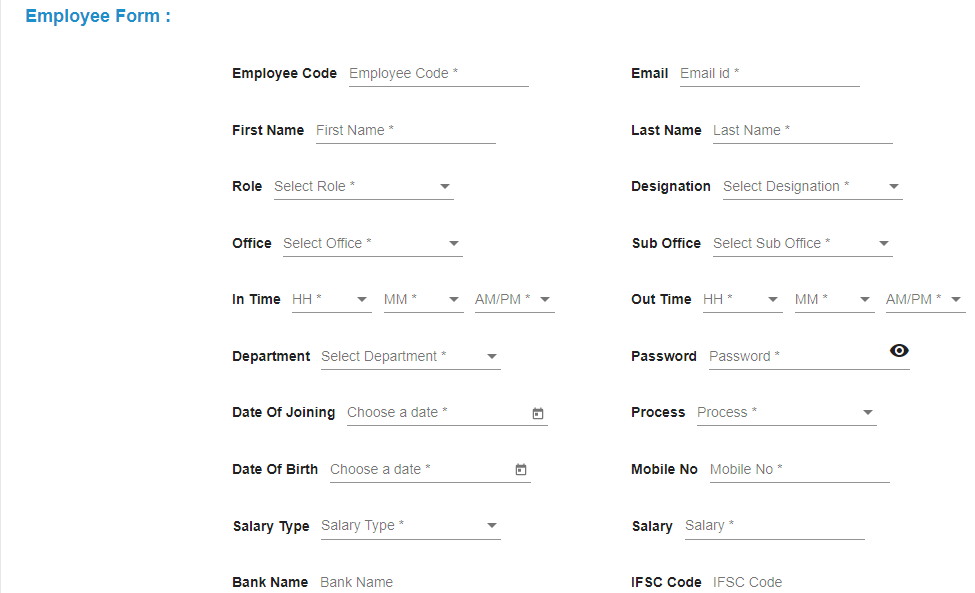 Employee Form :
Employee Code Employee Code * Email Email id *
First Name First Name * Last Name Last Name *
Role Select Role * Designation Select Designation *
Office Select Office * Sub Office Select Sub Office *
In Time HH * MM * AM/PM * Out Time HH * MM * AM/PM *
Department Select Department * Password Password *
Date Of Joining Choose a date * Process Process *
Date Of Birth Choose a date * Mobile No Mobile No *
Salary Type Salary Type * Salary Salary *
Bank Name Bank Name IFSC Code IFSC Code